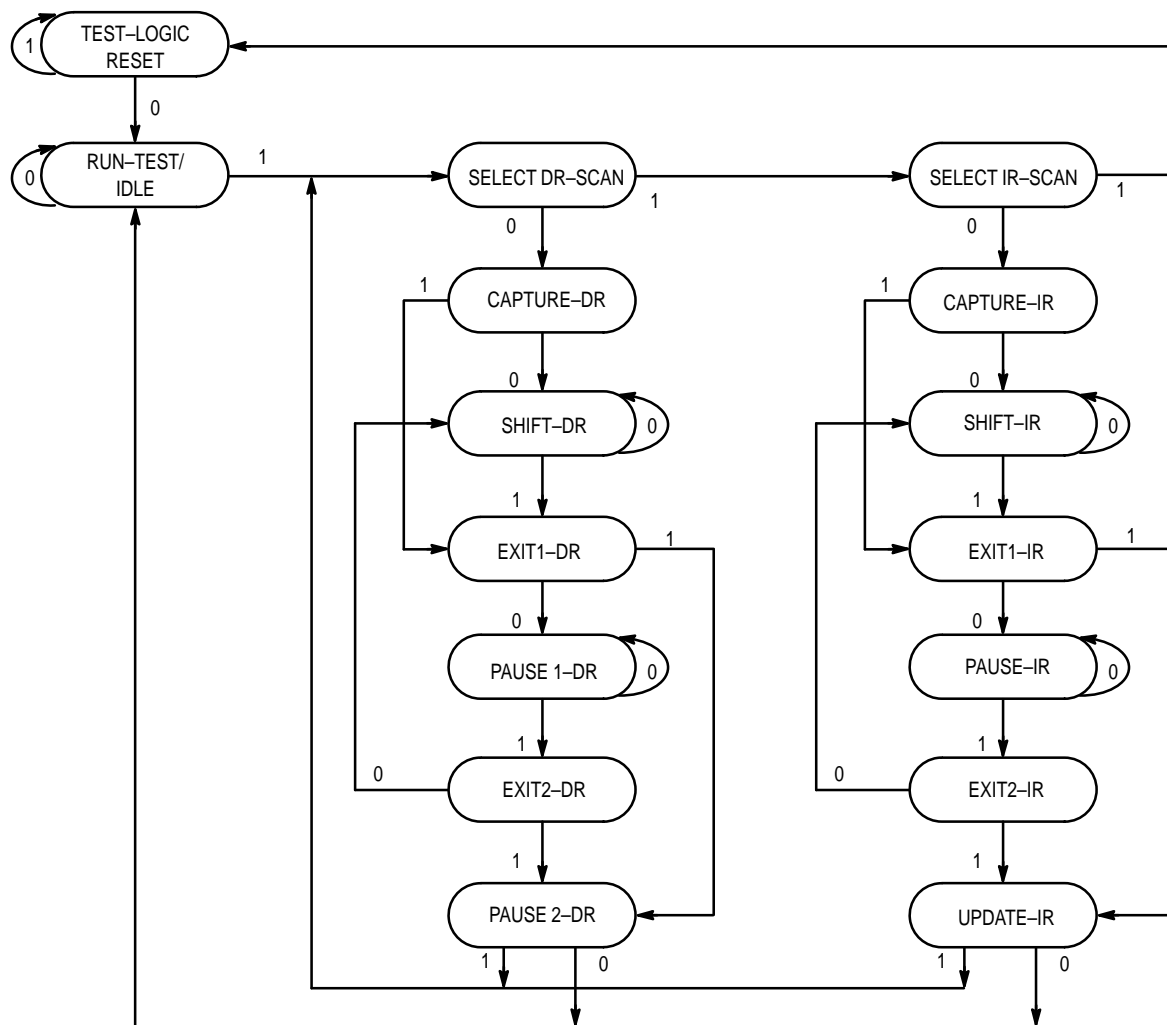 TEST–LOGIC
RESET
1
0
RUN–TEST/
IDLE
0
1
SELECT DR–SCAN
1
SELECT IR–SCAN
1
0
0
1
CAPTURE–DR
1
CAPTURE–IR
0
0
SHIFT–DR
0
SHIFT–IR
0
1
1
EXIT1–DR
1
EXIT1–IR
1
0
0
PAUSE 1–DR
0
PAUSE–IR
0
1
1
0
EXIT2–DR
0
EXIT2–IR
1
1
PAUSE 2–DR
UPDATE–IR
1
0
1
0